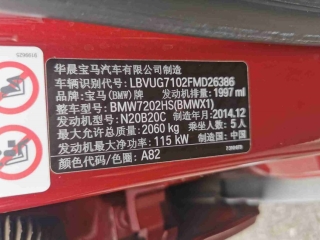 华晨宝马汽车有限公司制造
车辆识别代号: LBVUG7102FMD26386
品牌: 宝马(BMW)牌 发动机排量: 1997 ml
整车型号: BMW7202HS(BMWX1)
发动机型号: N20B20C 制造年月: 2014.12
最大允许总质量: 2060 kg 乘坐人数: 5人
发动机最大净功率: 115 kW 制造国: 中国
颜色代码/色圈: A82